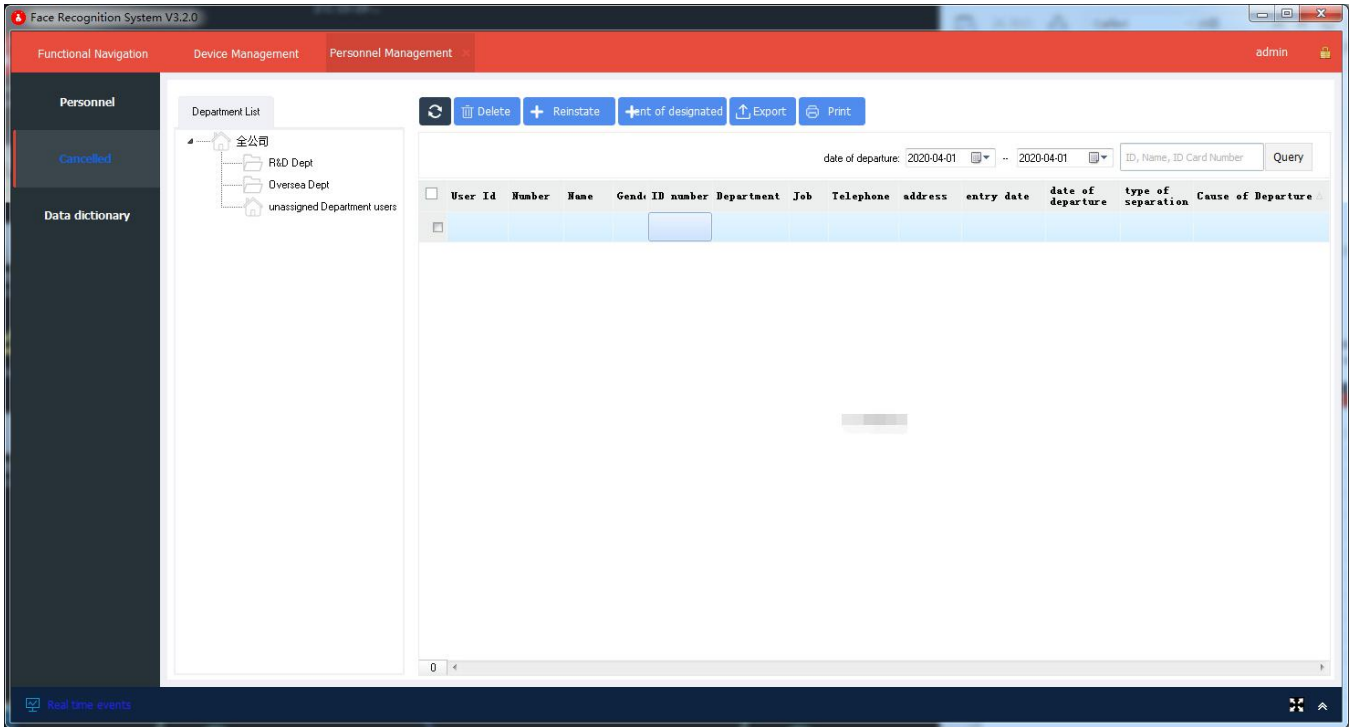 Face Recognition System V3.2.0
Functional Navigation Device Management Personnel Management × admin
Personnel
Cancelled
Data dictionary
Department List
全公司
R&D Dept
Oversea Dept
unassigned Department users
Delete Reinstate ent of designated Export Print
date of departure: 2020-04-01 -- 2020-04-01 ID, Name, ID Card Number Query
User Id Number Name Gend ID number Department Job Telephone address entry date date of departure type of separation Cause of Departure
0
Real time events